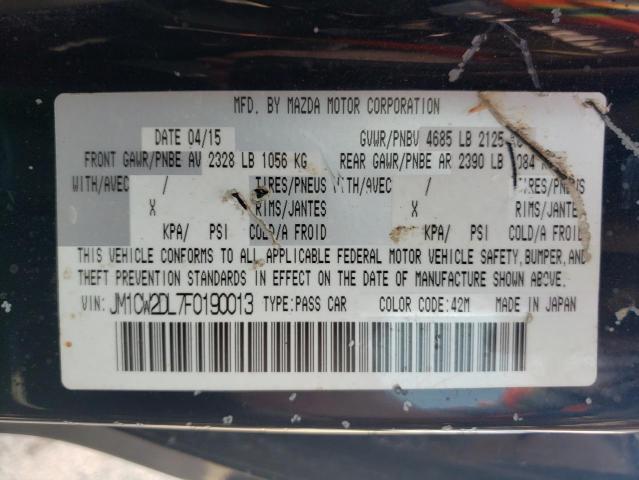 MFD. BY MAZDA MOTOR CORPORATION
DATE 04/15 GVWR/PNBV 4685 LB 2125
FRONT GAWR/PNBE AV 2328 LB 1056 KG REAR GAWR/PNBE AR 2390 LB 1084
WITH/AVEC / TIRES/PNEUS WITH/AVEC / TIRES/PNEUS
X RIMS/JANTES X RIMS/JANTES
KPA/ PSI COLD/A FROID KPA/ PSI COLD/A FROID
THIS VEHICLE CONFORMS TO ALL APPLICABLE FEDERAL MOTOR VEHICLE SAFETY, BUMPER, AND
THEFT PREVENTION STANDARDS IN EFFECT ON THE DATE OF MANUFACTURE SHOWN ABOVE.
VIN: JM1CW2DL7F0190013 TYPE: PASS CAR COLOR CODE: 42M MADE IN JAPAN